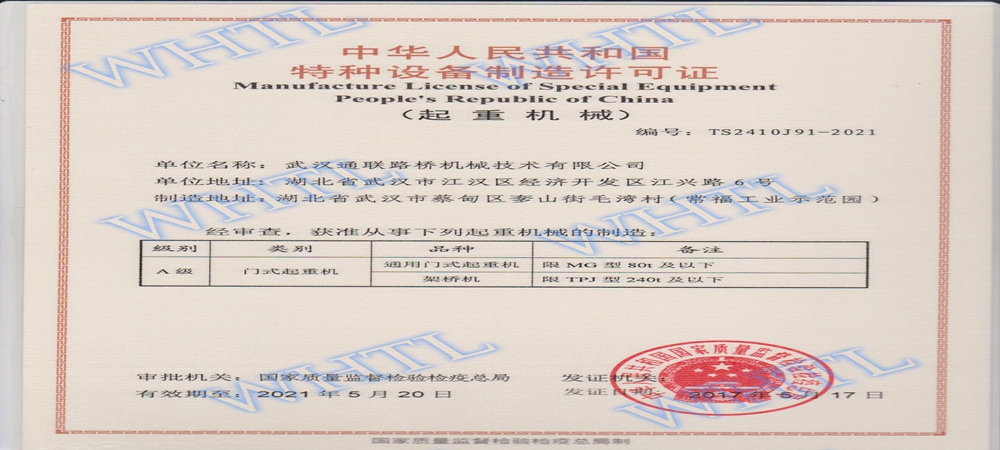 中华人民共和国
特种设备制造许可证
Manufacture License of Special Equipment
People's Republic of China
(起重机械)
编号: TS2410J91-2021
单位名称: 武汉通联路桥机械技术有限公司
单位地址: 湖北省武汉市江汉区经济开发区江兴路6号
制造地址: 湖北省武汉市蔡甸区奓山街毛湾村(常福工业示范园)
经审查, 获准从事下列起重机械的制造:
级别 类别 品种 备注
A级 门式起重机 通用门式起重机 限MG型80t及以下
架桥机 限TPJ型240t及以下
审批机关: 国家质量监督检验检疫总局 发证机关:
有效期至: 2021年5月20日 发证日期: 2017年5月17日
国家质量监督检验检疫总局制
WHTL
WHTL
WHTL
WHTL
WHTL
WHTL